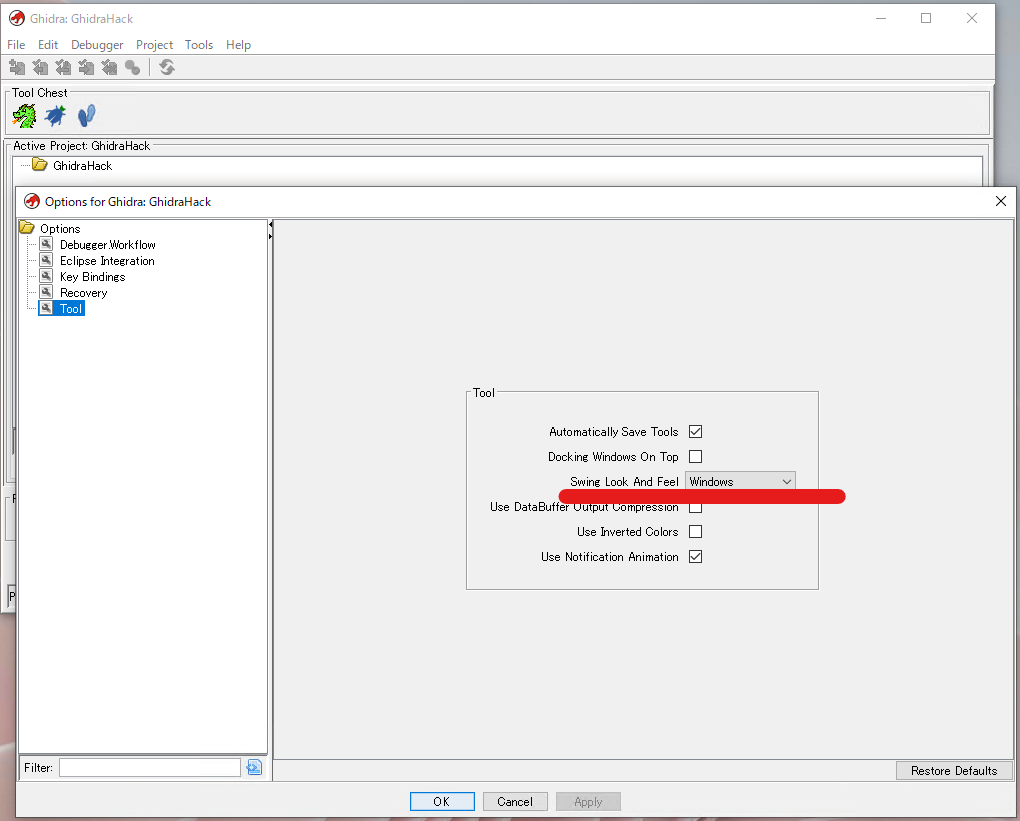 Ghidra: GhidraHack
File Edit Debugger Project Tools Help
Tool Chest
Active Project: GhidraHack
GhidraHack
Options for Ghidra: GhidraHack
Options
Debugger.Workflow
Eclipse Integration
Key Bindings
Recovery
Tool
Tool
Automatically Save Tools
Docking Windows On Top
Swing Look And Feel Windows
Use DataBuffer Output Compression
Use Inverted Colors
Use Notification Animation
Filter:
Restore Defaults
OK Cancel Apply